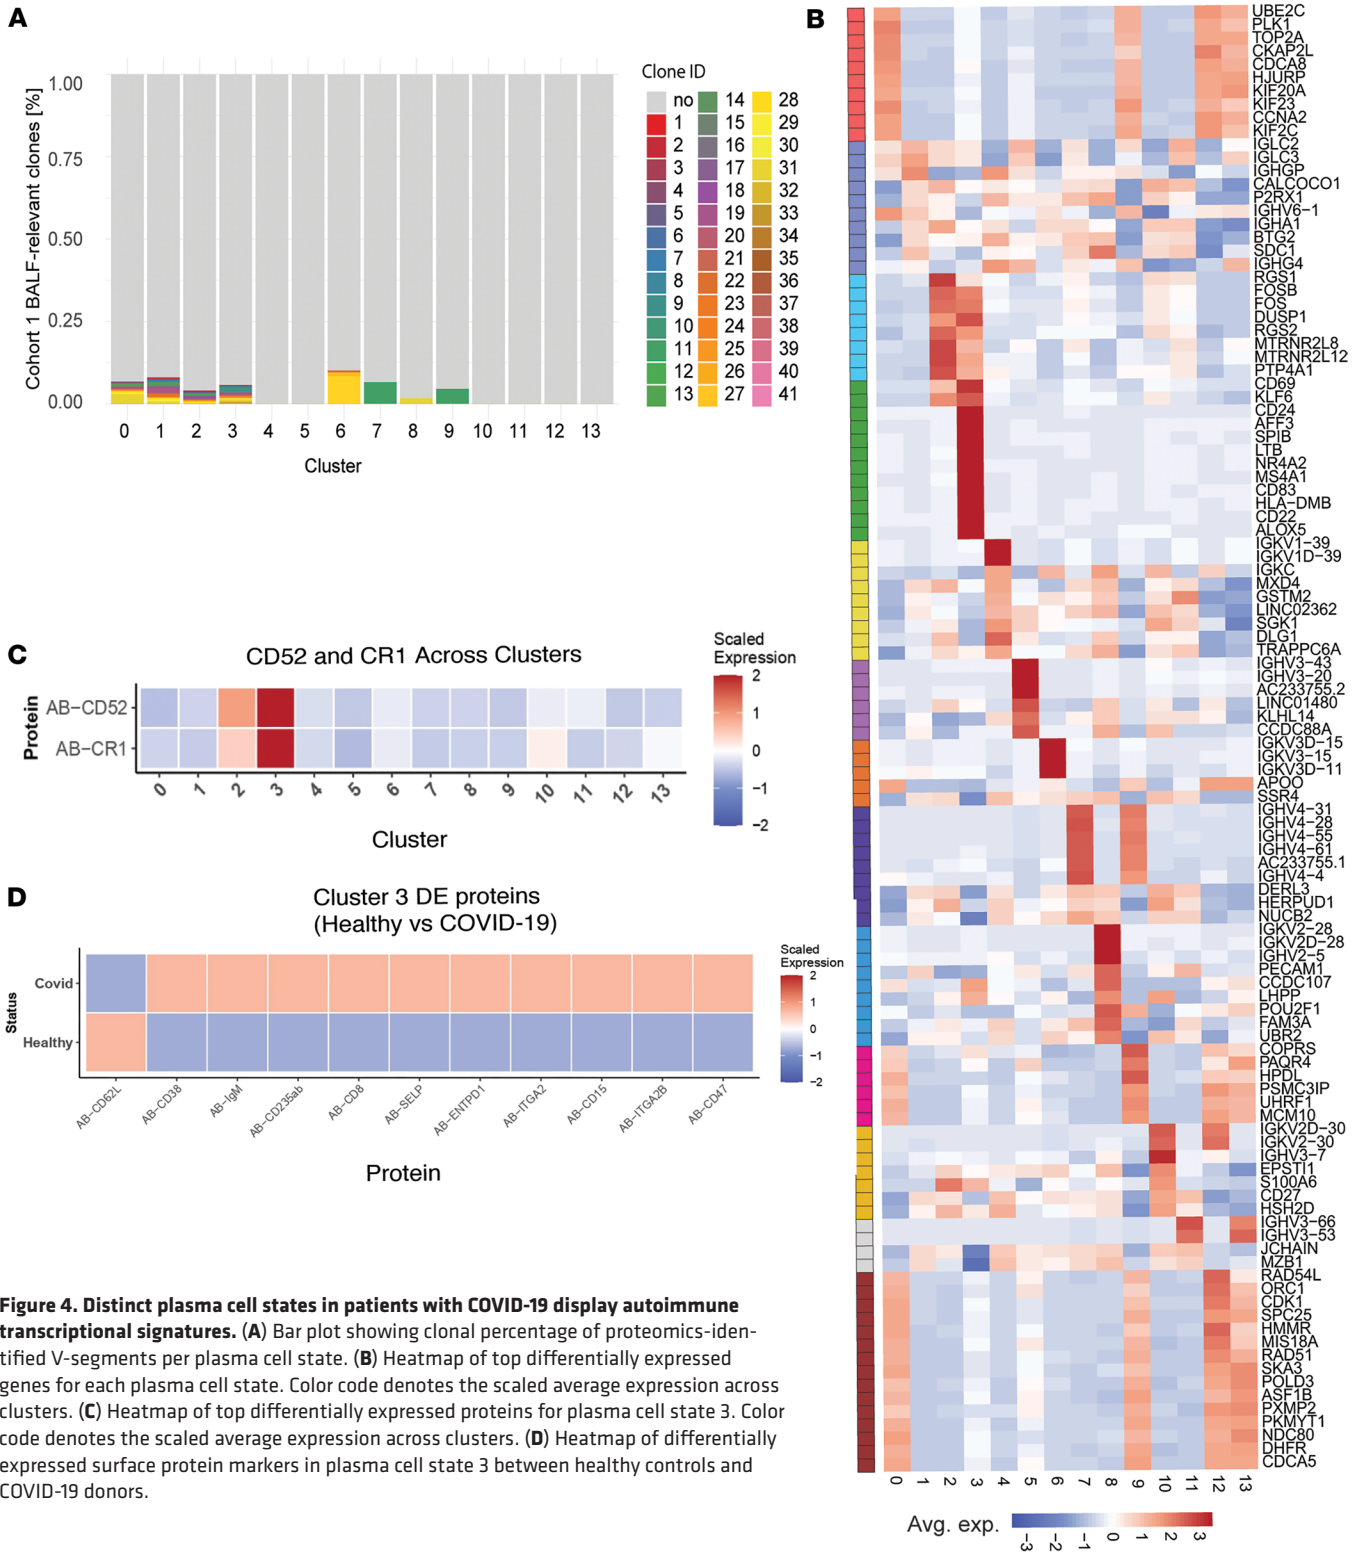 A
1.00
0.75
0.50
0.25
0.00
Cohort 1 BALF-relevant clones [%]
0 1 2 3 4 5 6 7 8 9 10 11 12 13
Cluster
Clone ID
no 14 28
1 15 29
2 16 30
3 17 31
4 18 32
5 19 33
6 20 34
7 21 35
8 22 36
9 23 37
10 24 38
11 25 39
12 26 40
13 27 41
B
UBE2C
PLK1
TOP2A
CKAP2L
CDCA8
HJURP
KIF20A
KIF23
CCNA2
KIF2C
IGLC2
IGLC3
IGHGP
CALCOCO1
P2RX1
IGHV6-1
IGHA1
BTG2
SDC1
IGHG4
RGS1
FOSB
FOS
DUSP1
RGS2
MTRNR2L8
MTRNR2L12
PTP4A1
CD69
KLF6
CD24
AFF3
SPIB
LTB
NR4A2
MS4A1
CD83
HLA-DMB
CD22
ALOX5
IGKV1-39
IGKV1D-39
IGKC
MXD4
GSTM2
LINC02362
SGK1
DLG1
TRAPPC6A
IGHV3-43
IGHV3-20
AC233755.2
LINC01480
KLHL14
CCDC88A
IGKV3D-15
IGKV3-15
IGKV3D-11
APOO
SSR4
IGHV4-31
IGHV4-28
IGHV4-55
IGHV4-61
AC233755.1
IGHV4-4
DERL3
HERPUD1
NUCB2
IGKV2-28
IGKV2D-28
IGHV2-5
PECAM1
CCDC107
LHPP
POU2F1
FAM3A
UBR2
COPRS
PAQR4
HPDL
PSMC3IP
UHRF1
MCM10
IGKV2D-30
IGKV2-30
IGHV3-7
EPSTI1
S100A6
CD27
HSH2D
IGHV3-66
IGHV3-53
JCHAIN
MZB1
RAD54L
ORC1
CDK1
SPC25
HMMR
MIS18A
RAD51
SKA3
POLD3
ASF1B
PXMP2
PKMYT1
NDC80
DHFR
CDCA5
0 1 2 3 4 5 6 7 8 9 10 11 12 13
Avg. exp.
-3 -2 -1 0 1 2 3
C
CD52 and CR1 Across Clusters
Protein
AB-CD52
AB-CR1
0 1 2 3 4 5 6 7 8 9 10 11 12 13
Cluster
Scaled
Expression
2
1
0
-1
-2
D
Cluster 3 DE proteins
(Healthy vs COVID-19)
Status
Covid
Healthy
AB-CD62L AB-CD38 AB-IgM AB-CD235ab AB-CD8 AB-SELP AB-ENTPD1 AB-ITGA2 AB-CD15 AB-ITGA2B AB-CD47
Protein
Scaled
Expression
2
1
0
-1
-2
Figure 4. Distinct plasma cell states in patients with COVID-19 display autoimmune
transcriptional signatures. (A) Bar plot showing clonal percentage of proteomics-iden-
tified V-segments per plasma cell state. (B) Heatmap of top differentially expressed
genes for each plasma cell state. Color code denotes the scaled average expression across
clusters. (C) Heatmap of top differentially expressed proteins for plasma cell state 3. Color
code denotes the scaled average expression across clusters. (D) Heatmap of differentially
expressed surface protein markers in plasma cell state 3 between healthy controls and
COVID-19 donors.